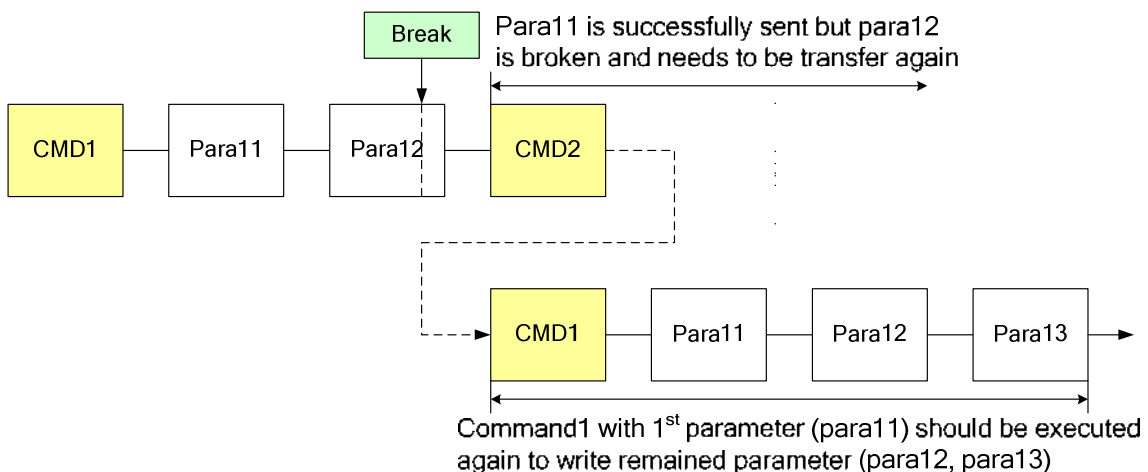 Break
Para11 is successfully sent but para12
is broken and needs to be transfer again
CMD1
Para11
Para12
CMD2
CMD1
Para11
Para12
Para13
Command1 with 1st parameter (para11) should be executed
again to write remained parameter (para12, para13)